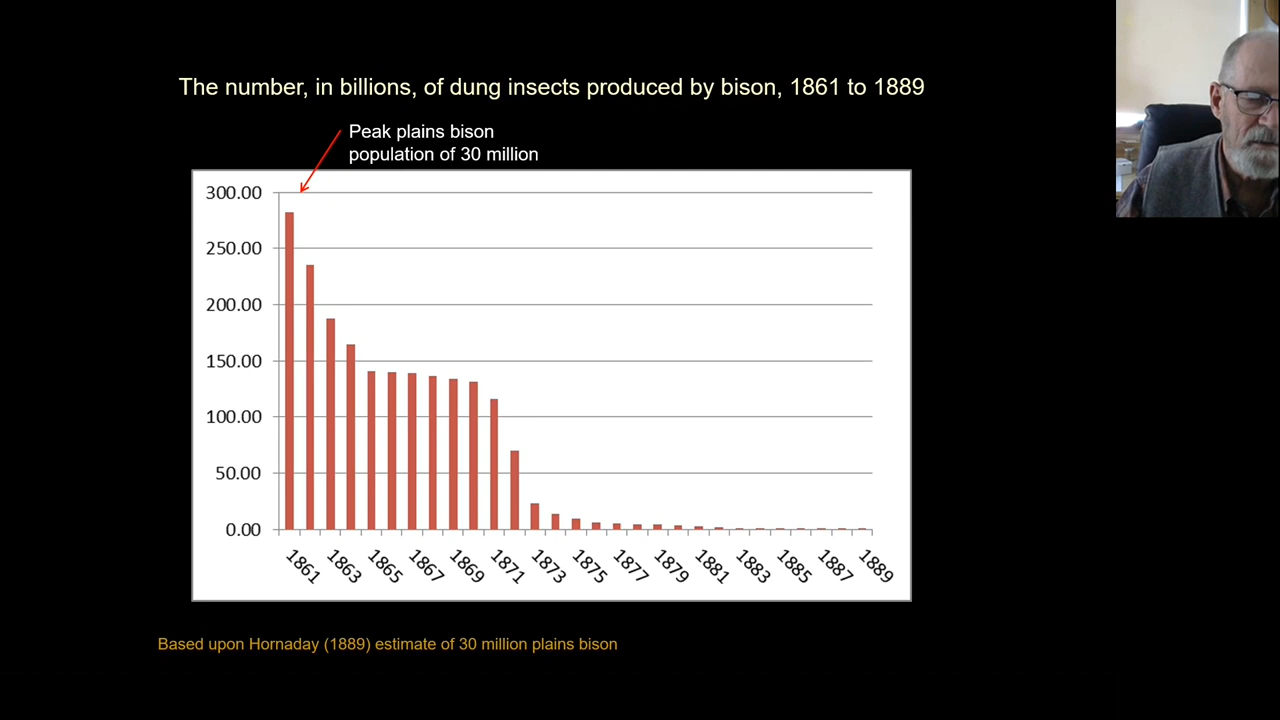 The number, in billions, of dung insects produced by bison, 1861 to 1889
Peak plains bison
population of 30 million
300.00
250.00
200.00
150.00
100.00
50.00
0.00
1861 1863 1865 1867 1869 1871 1873 1875 1877 1879 1881 1883 1885 1887 1889
Based upon Hornaday (1889) estimate of 30 million plains bison